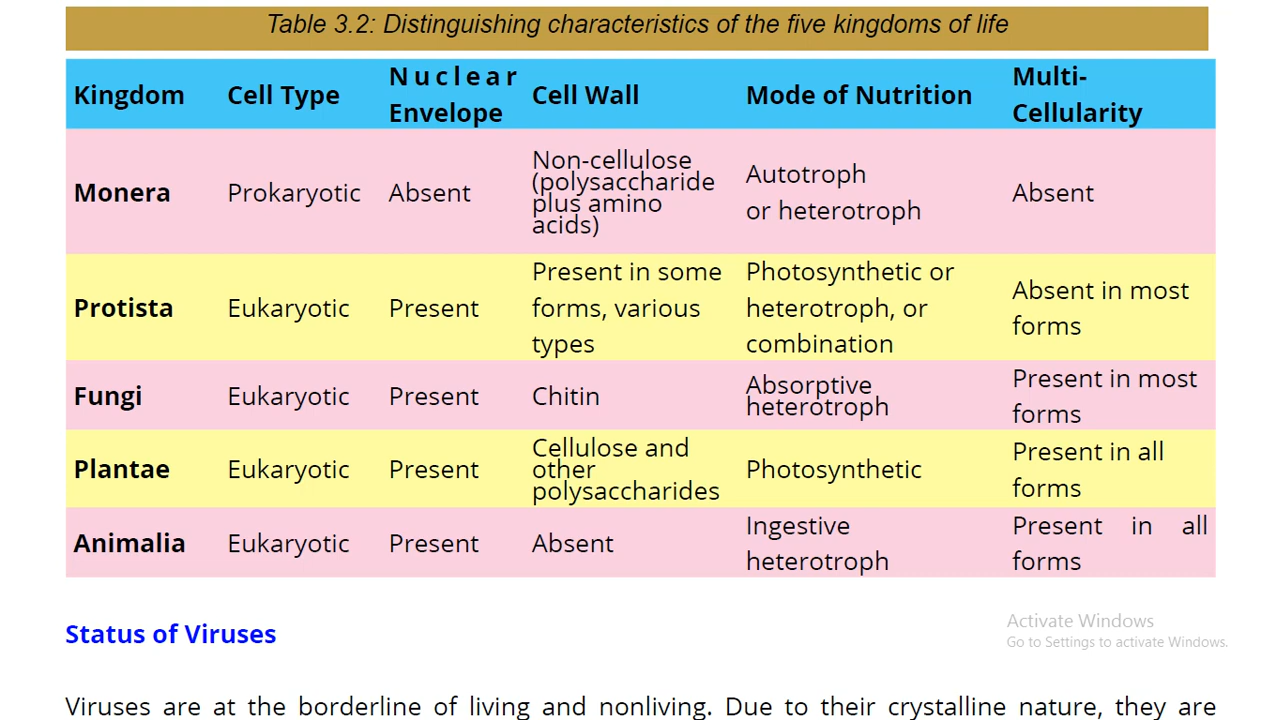 Table 3.2: Distinguishing characteristics of the five kingdoms of life
Kingdom Cell Type Nuclear Envelope Cell Wall Mode of Nutrition Multi-Cellularity
Monera Prokaryotic Absent Non-cellulose (polysaccharide plus amino acids) Autotroph or heterotroph Absent
Protista Eukaryotic Present Present in some forms, various types Photosynthetic or heterotroph, or combination Absent in most forms
Fungi Eukaryotic Present Chitin Absorptive heterotroph Present in most forms
Plantae Eukaryotic Present Cellulose and other polysaccharides Photosynthetic Present in all forms
Animalia Eukaryotic Present Absent Ingestive heterotroph Present in all forms
Status of Viruses
Activate Windows
Go to Settings to activate Windows.
Viruses are at the borderline of living and nonliving. Due to their crystalline nature, they are